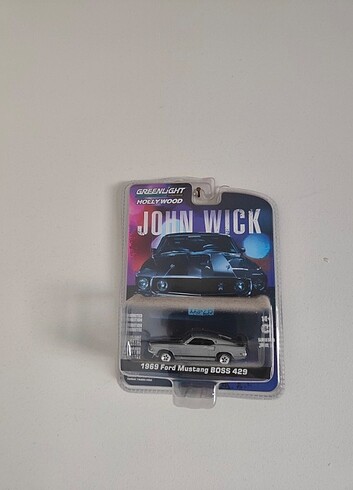 GREENLIGHT
HOLLYWOOD
JOHN WICK
1969 Ford Mustang BOSS 429